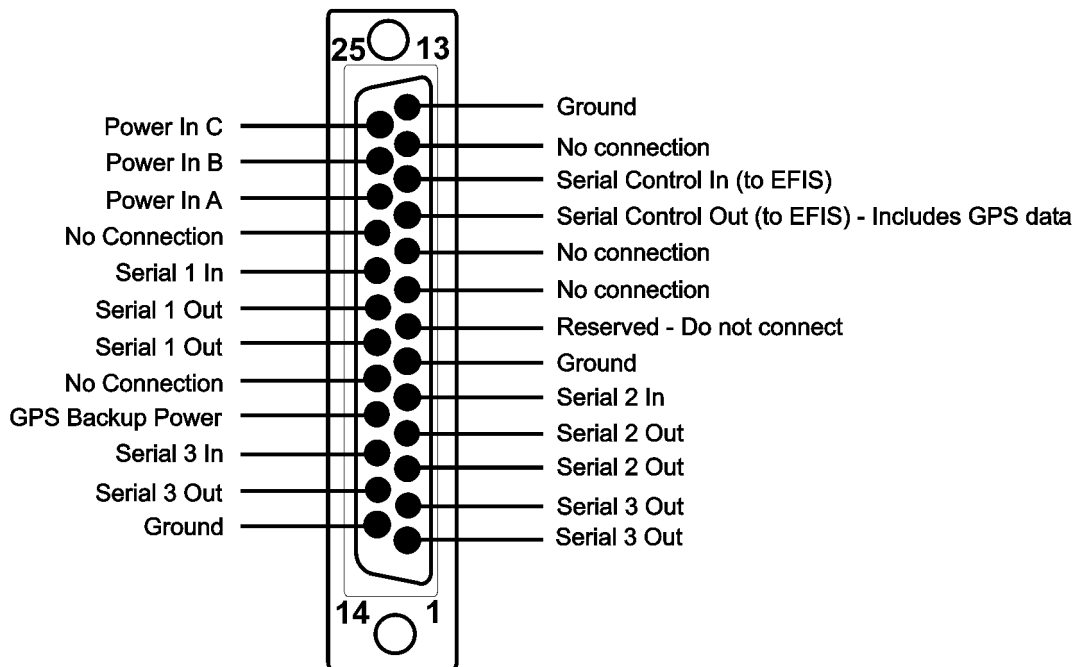 25 13
Power In C
Power In B
Power In A
No Connection
Serial 1 In
Serial 1 Out
Serial 1 Out
No Connection
GPS Backup Power
Serial 3 In
Serial 3 Out
Ground
Ground
No connection
Serial Control In (to EFIS)
Serial Control Out (to EFIS) - Includes GPS data
No connection
No connection
Reserved - Do not connect
Ground
Serial 2 In
Serial 2 Out
Serial 2 Out
Serial 3 Out
Serial 3 Out
14 1